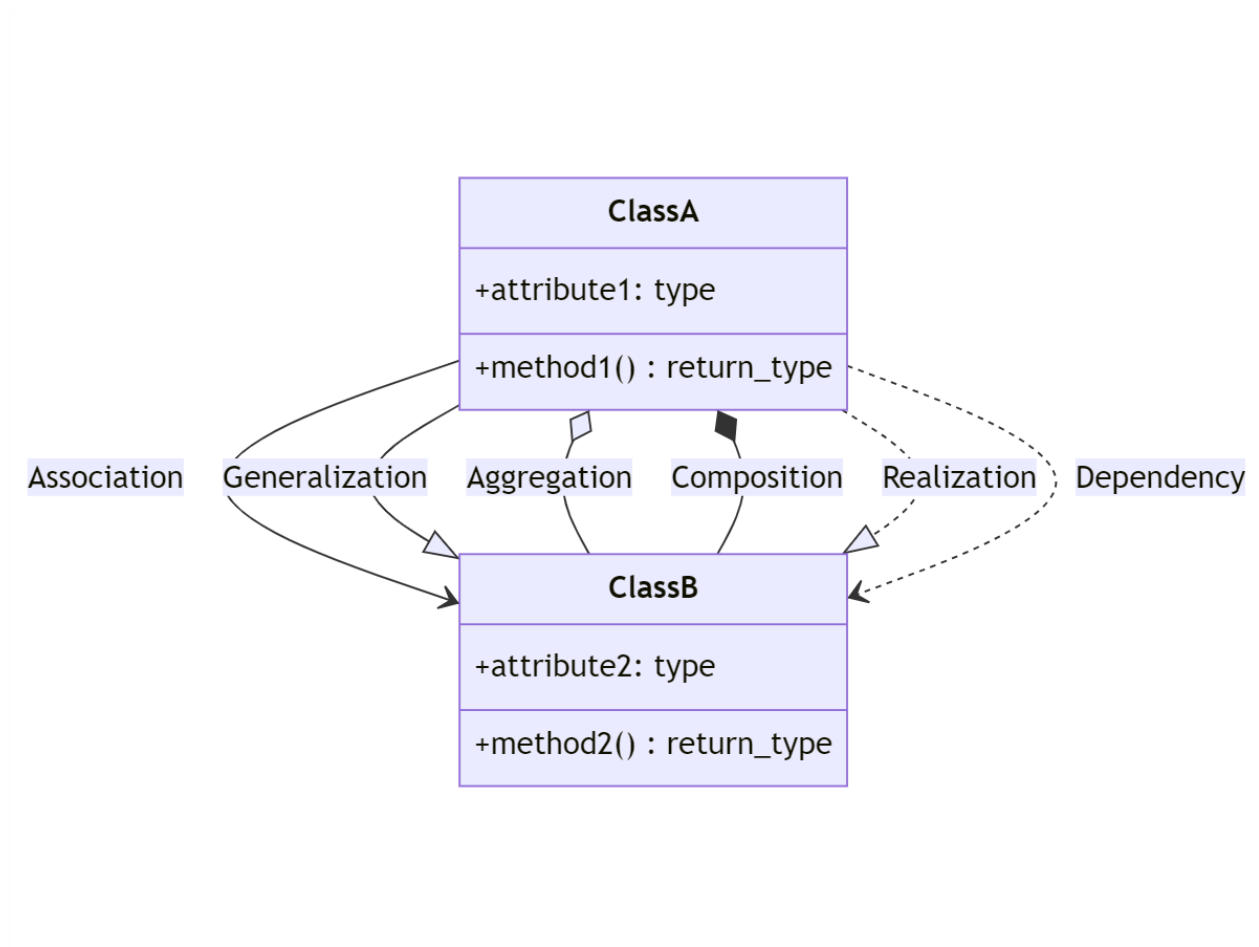 ClassA
+attribute1: type
+method1() : return_type
Association
Generalization
Aggregation
Composition
Realization
Dependency
ClassB
+attribute2: type
+method2() : return_type